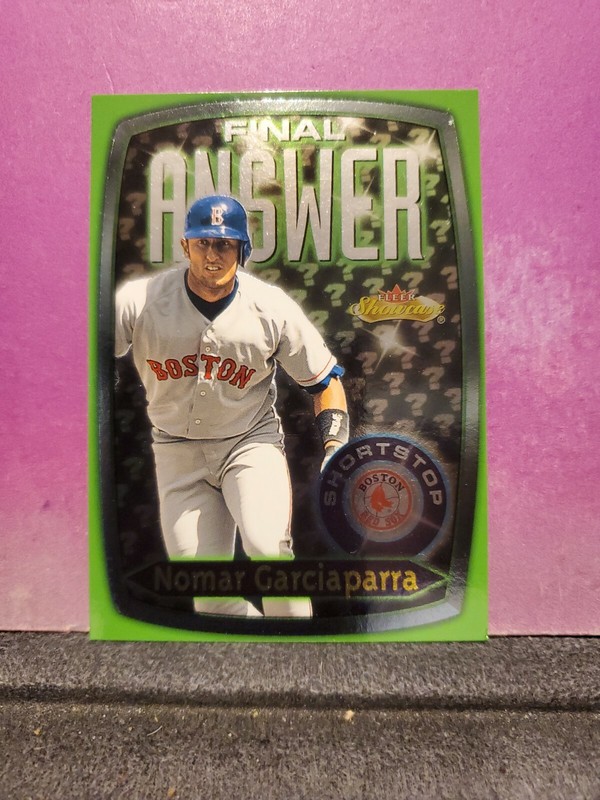 FINAL
ANSWER
B
FLEER
Showcase®
BOSTON
SHORTSTOP
BOSTON
RED SOX
Nomar Garciaparra